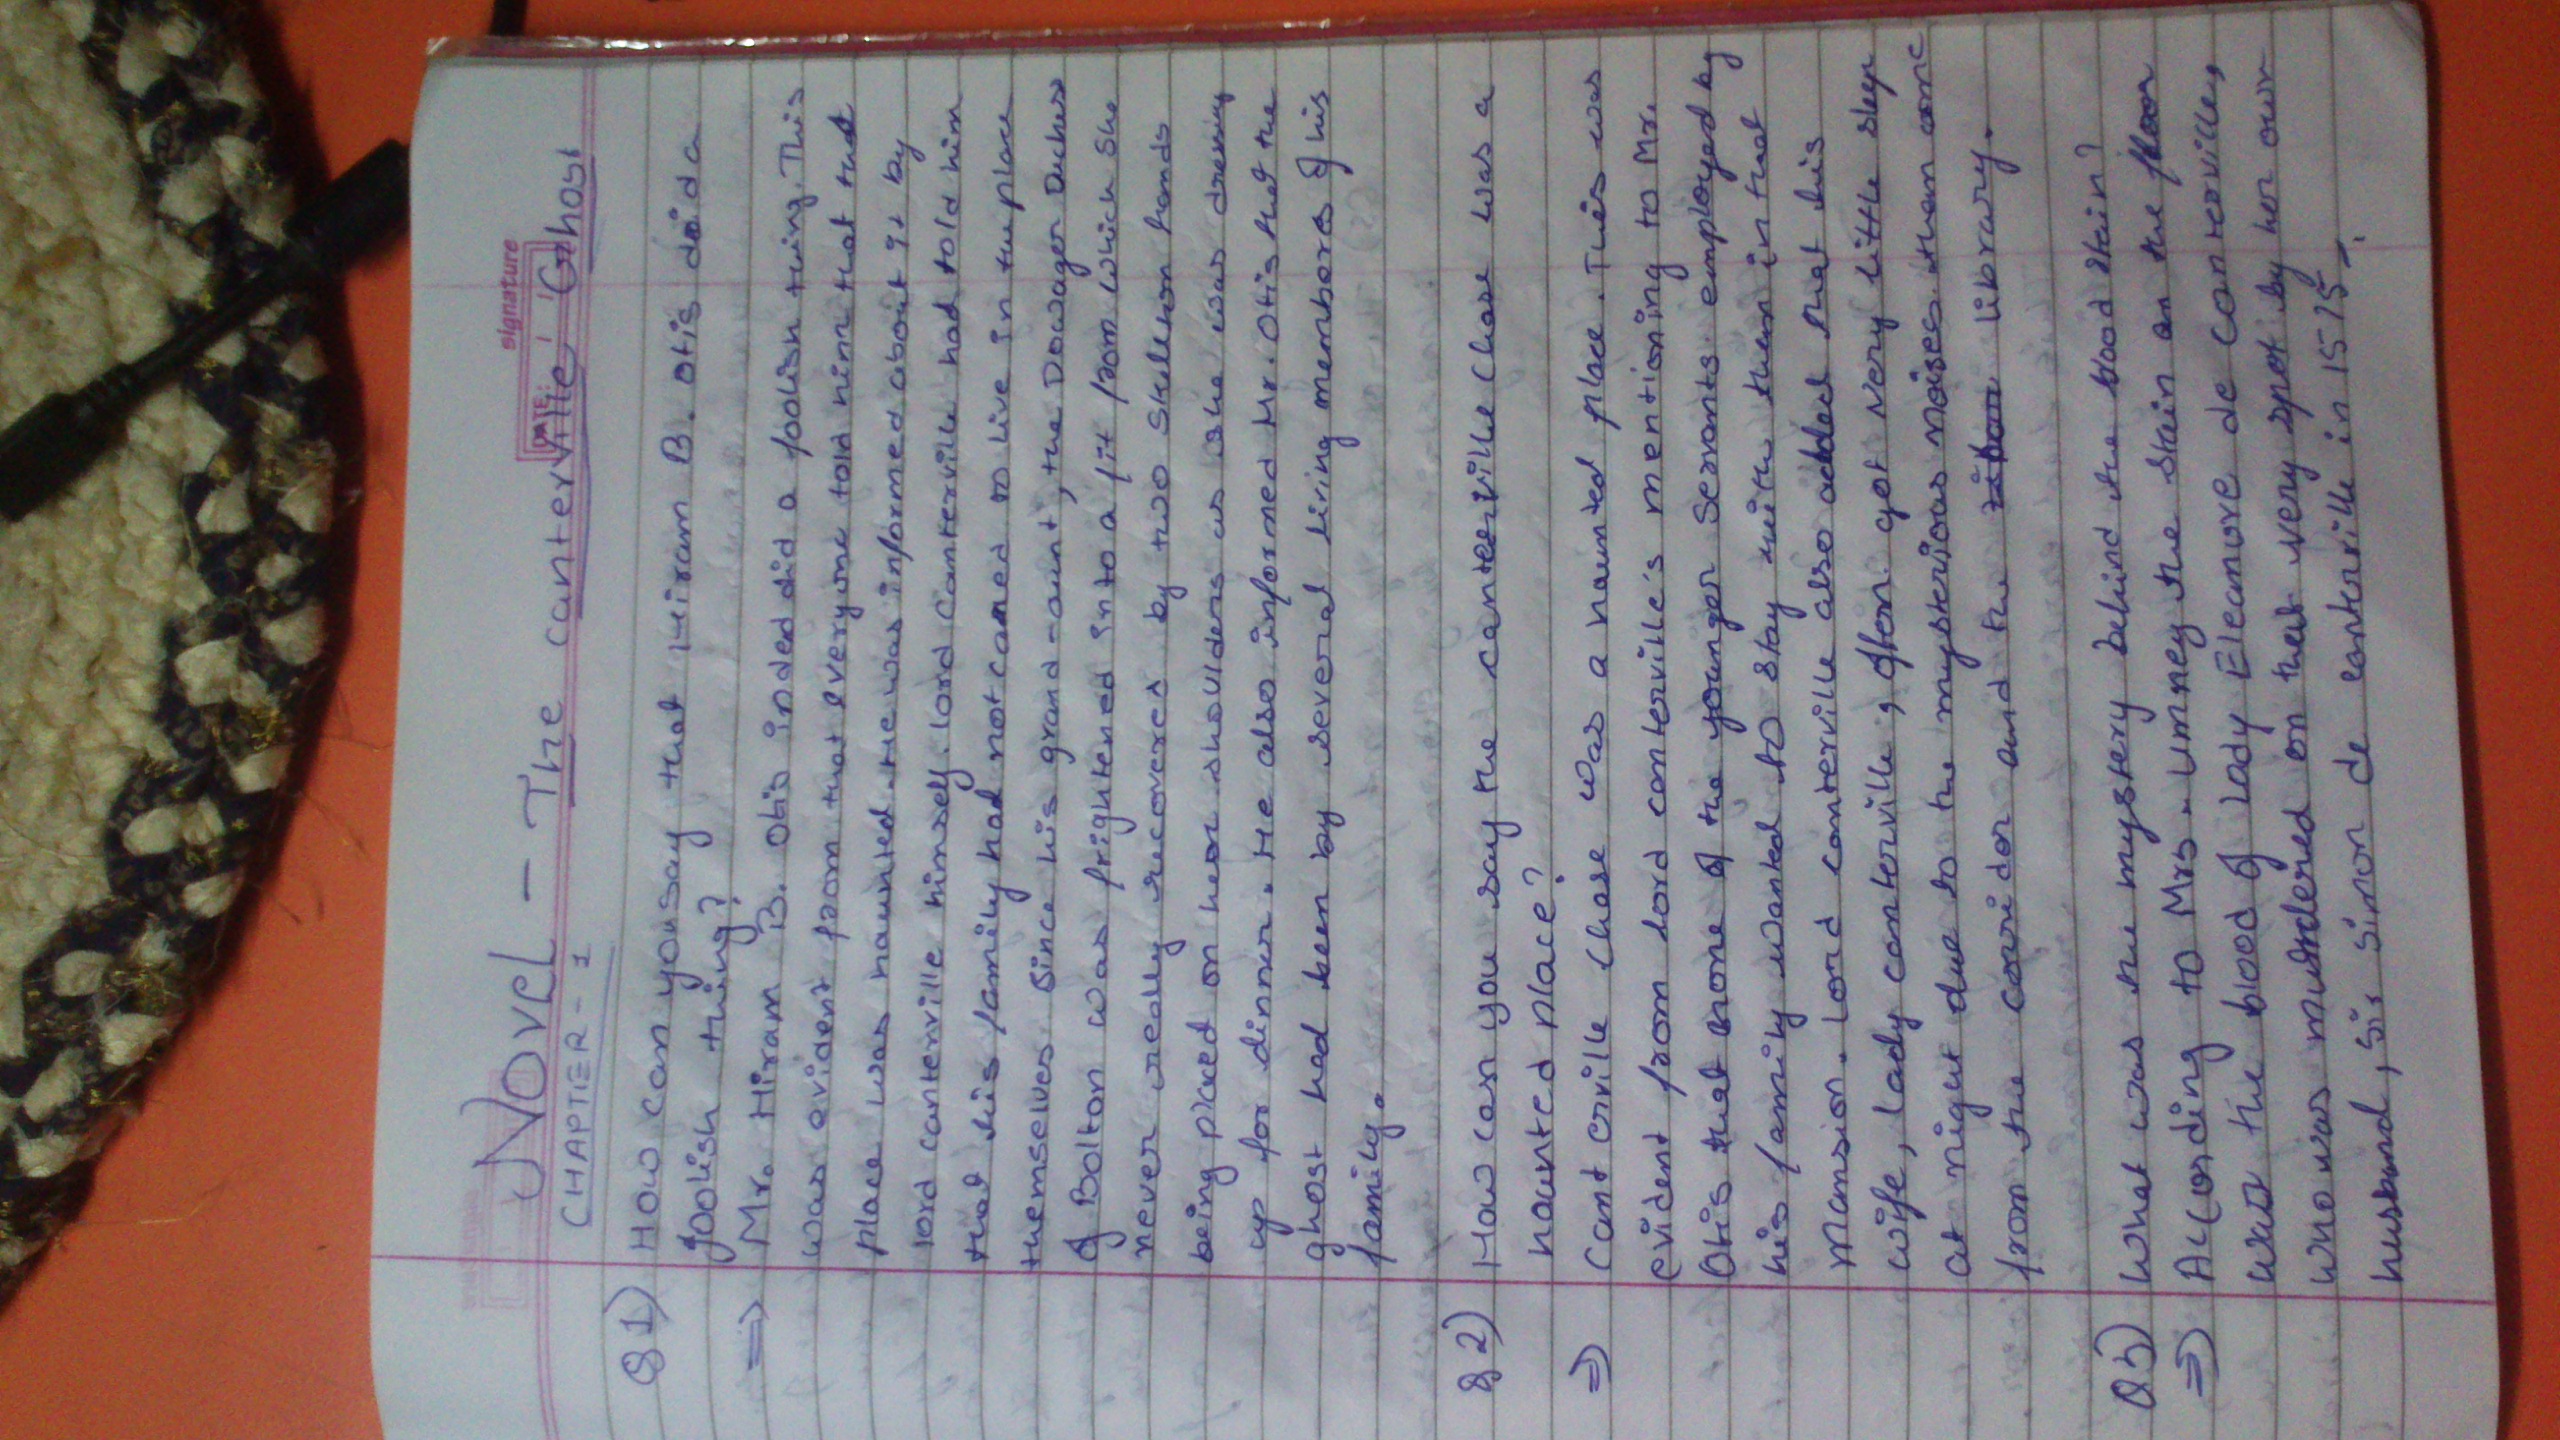 signature
DATE: / /
Novel - The canterville Ghost
CHAPTER - 1
Q1) How can you say that Hiram B. Otis did a
foolish thing?
⇒ Mr. Hiram B. Otis inded did a foolish thing. This
was evident from that everyone told him that that
place was haunted. He was informed about it by
lord canterville himself. lord Canterville had told him
that his family had not cared to live in the place
themselves since his grand-aunt, the Dowager Duchess
of Bolton was frightened into a fit from which she
never really recovered by two skeleton hands
being placed on her shoulders as she was dressing
up for dinner. He also informed Mr. Otis that the
ghost had been by several living members of his
family.
Q2) How can you say the canterville Chase was a
haunted place?
⇒ Canterville Chase was a haunted place. This was
evident from lord canterville's mentioning to Mr.
Otis that none of the younger servants employed by
his family wanted to stay with them in that
mansion. Lord canterville also added that his
wife, lady canterville, often got very little sleep
at night due to the mysterious noises than come
from the corridor and the library.
Q3) What was the mystery behind the blood stain?
⇒ According to Mrs. Umney the stain on the floor
was the blood of lady Eleanore de canterville,
who was murdered on that very spot by her own
husband, Sir Simon de canterville in 1575.